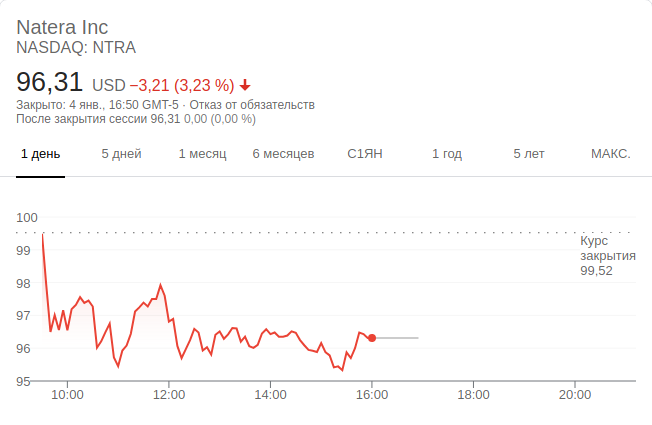 Natera Inc
NASDAQ: NTRA
96,31 USD −3,21 (3,23 %)
Закрыто: 4 янв., 16:50 GMT-5 · Отказ от обязательств
После закрытия сессии 96,31 0,00 (0,00 %)
1 день 5 дней 1 месяц 6 месяцев С1ЯН 1 год 5 лет МАКС.
100
Курс
закрытия
99,52
99
98
97
96
95
10:00 12:00 14:00 16:00 18:00 20:00